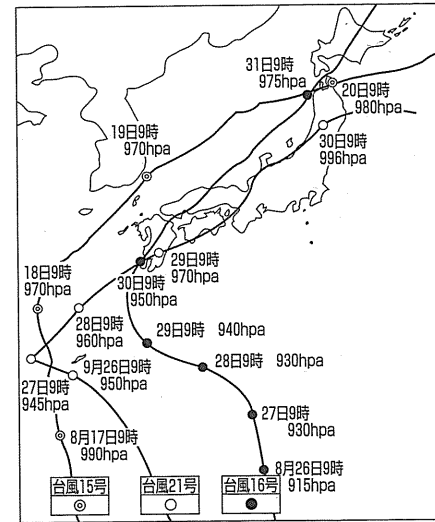 31日9時
975hpa
20日9時
980hpa
19日9時
970hpa
30日9時
996hpa
18日9時
970hpa
29日9時
970hpa
30日9時
950hpa
28日9時
960hpa
29日9時 940hpa
9月26日9時
950hpa
28日9時 930hpa
27日9時
945hpa
27日9時
930hpa
8月17日9時
990hpa
8月26日9時
915hpa
台風15号
台風21号
台風16号